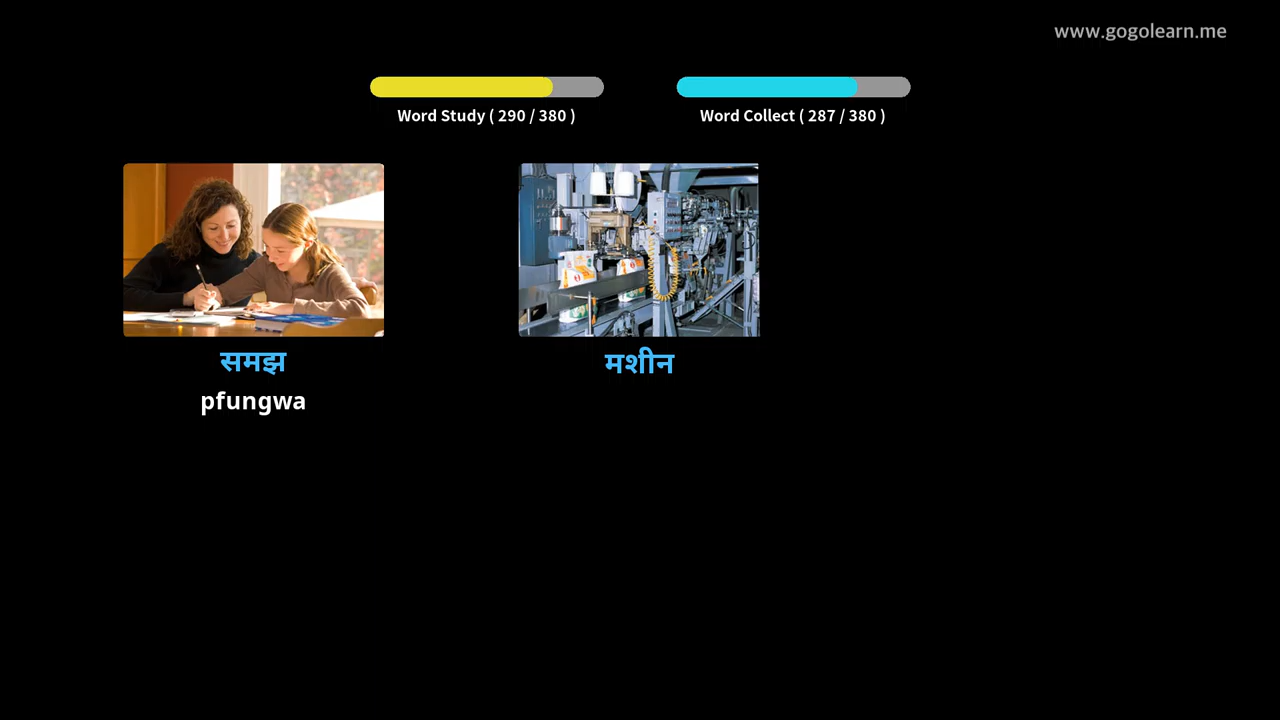 www.gogolearn.me
Word Study ( 290 / 380 )
Word Collect ( 287 / 380 )
समझ
मशीन
pfungwa